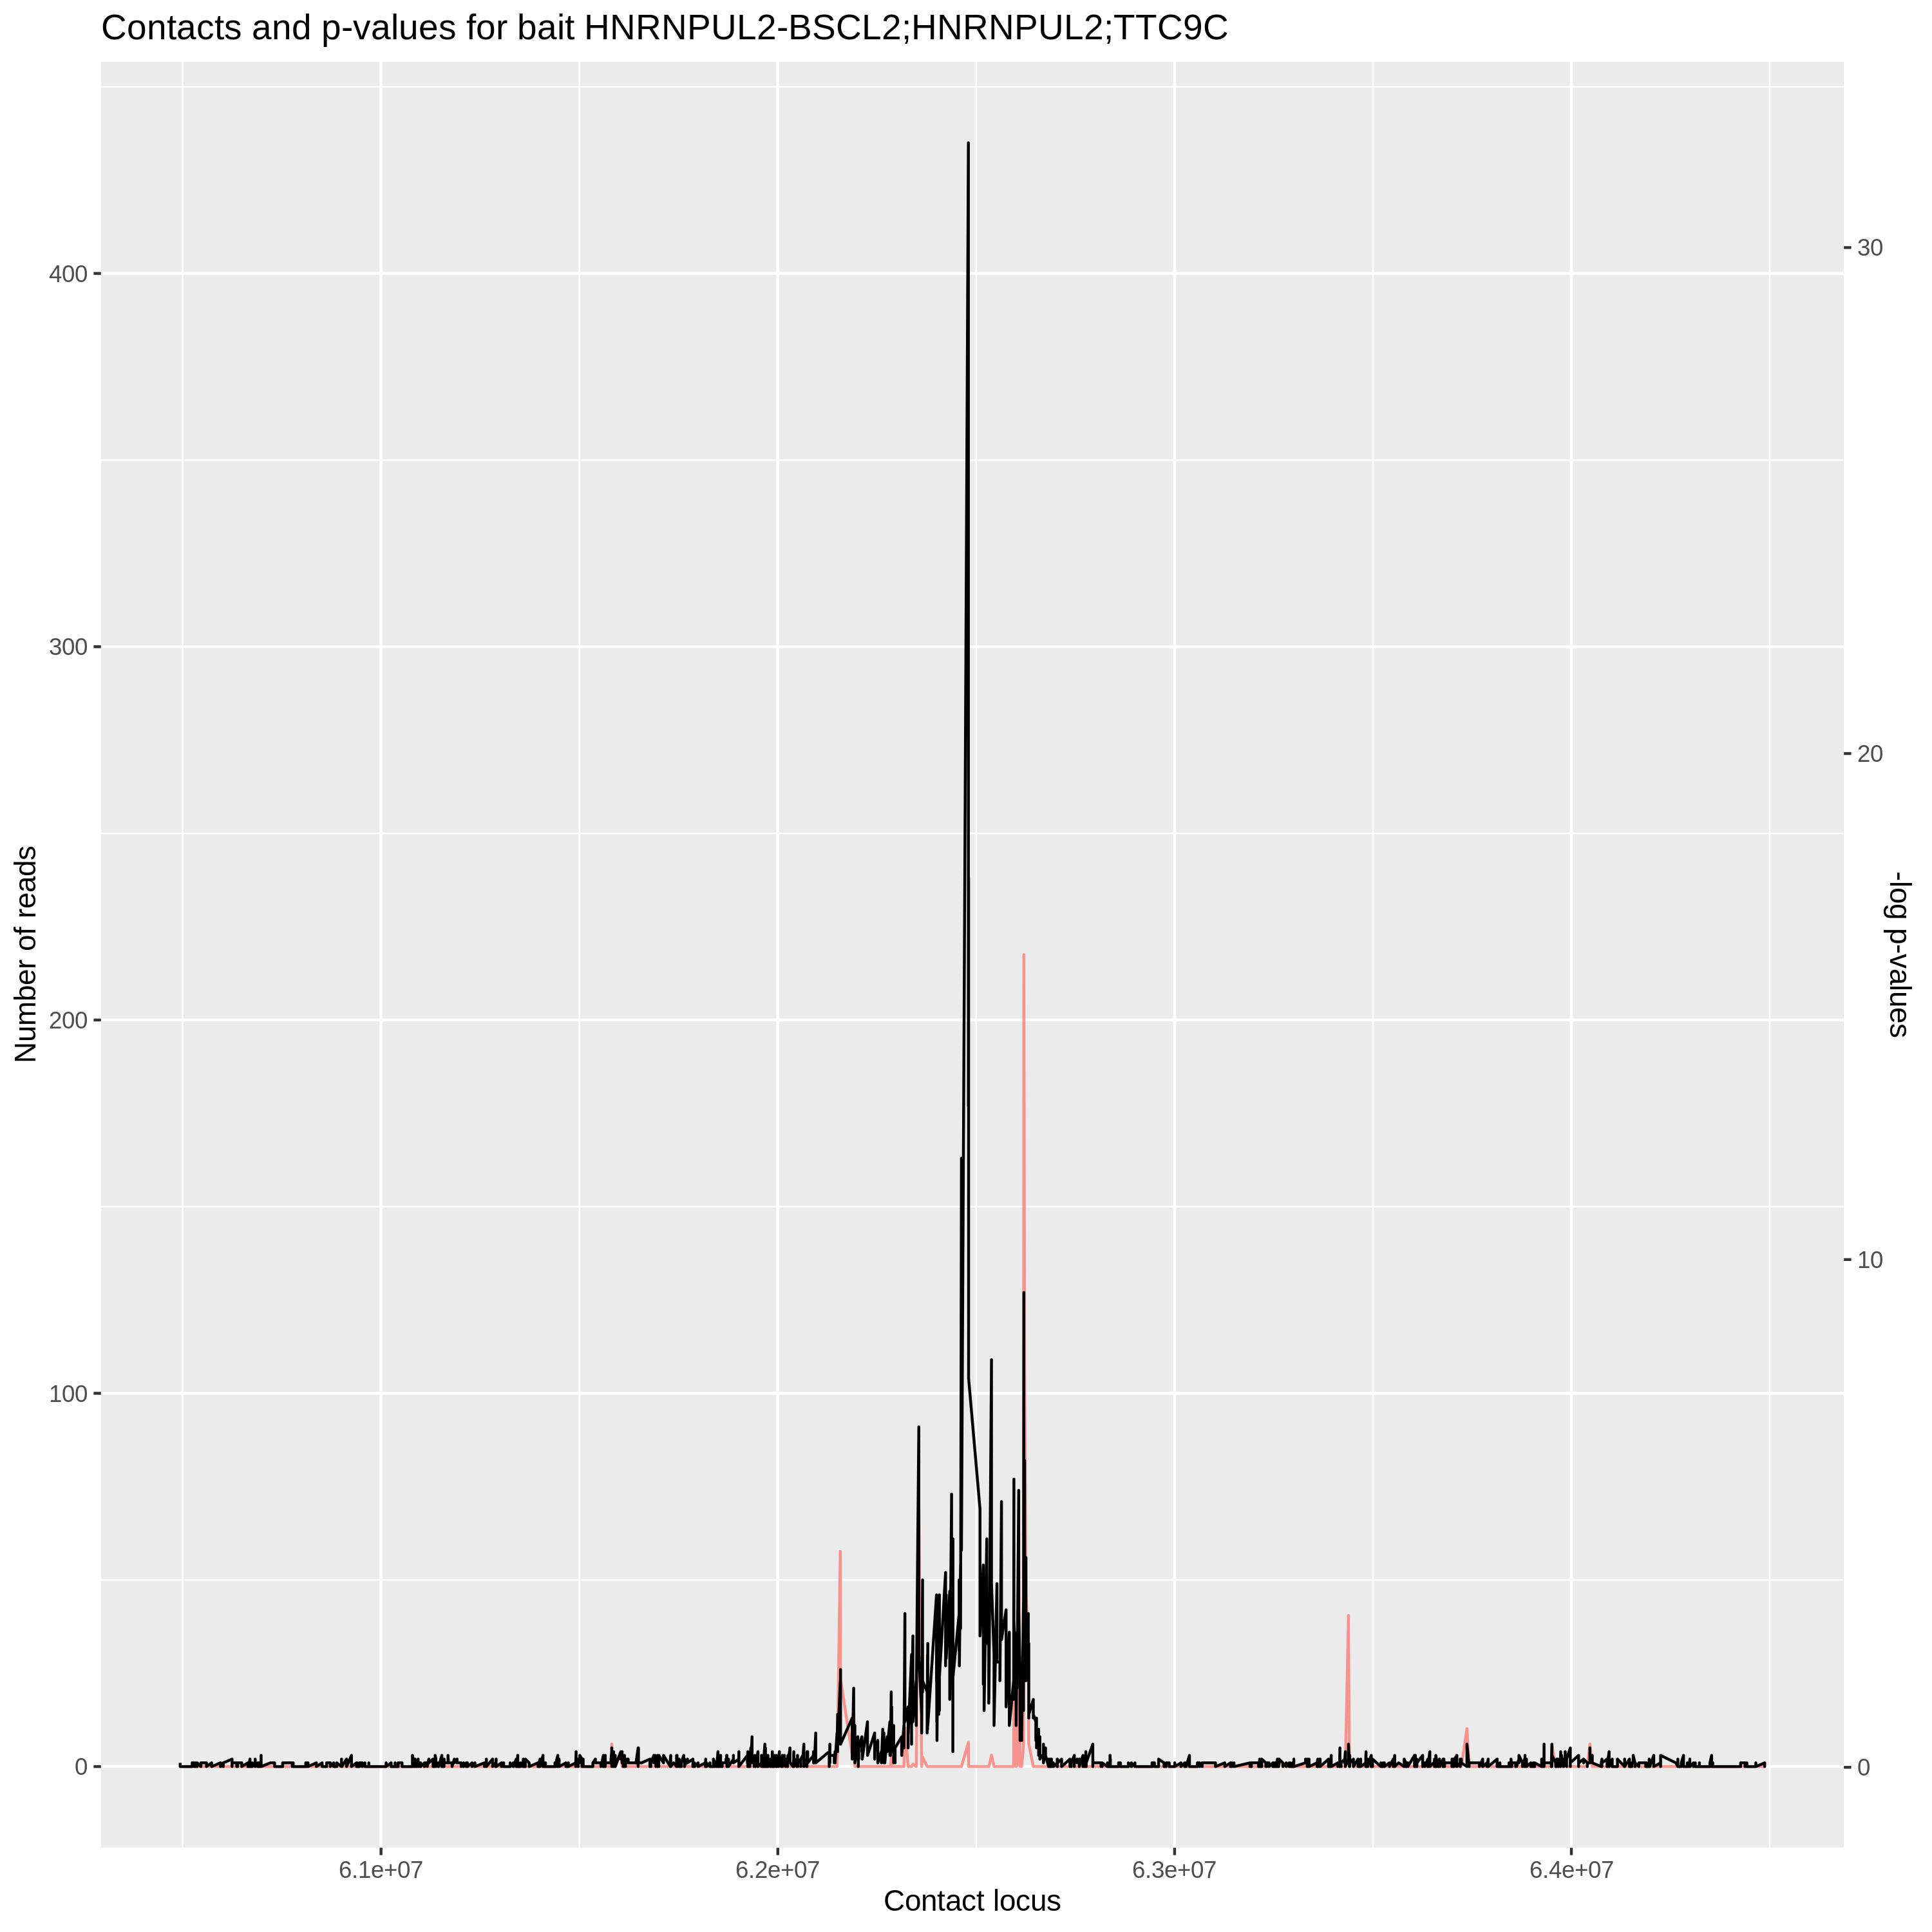 Contacts and p-values for bait HNRNPUL2-BSCL2;HNRNPUL2;TTC9C
400
300
200
100
0
Number of reads
30
20
10
0
-log p-values
6.1e+07
6.2e+07
6.3e+07
6.4e+07
Contact locus